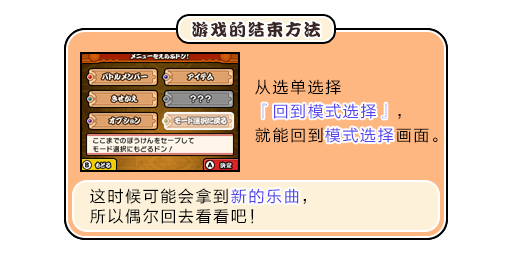 游戏的结束方法
メニューをえらぶドン!
バトルメンバー
アイテム
きせかえ
???
オプション
モード選択に戻る
ここまでのぼうけんをセーブして
モード選択にもどるドン!
B もどる
A 決定
从选单选择
『回到模式选择』,
就能回到模式选择画面。
这时候可能会拿到新的乐曲,
所以偶尔回去看看吧!